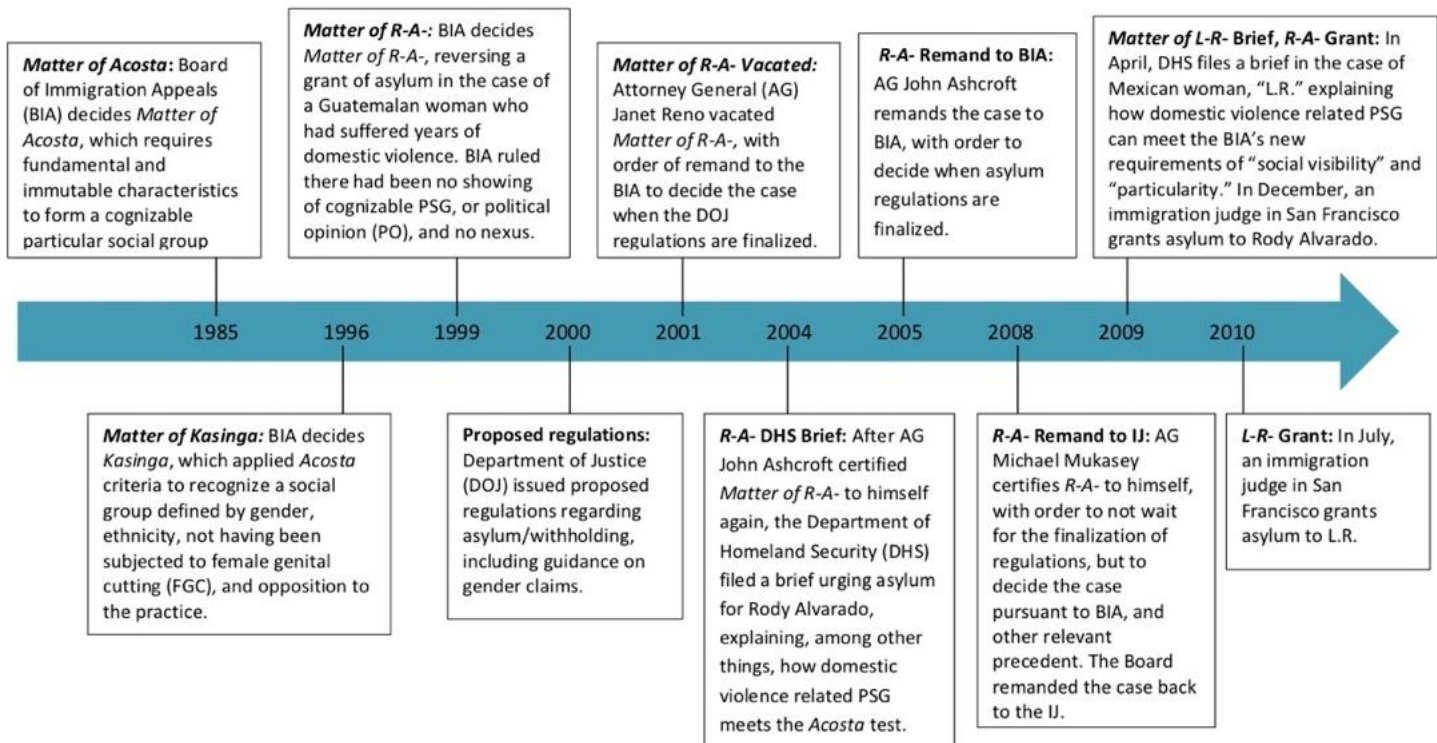 Matter of Acosta: Board
of Immigration Appeals
(BIA) decides Matter of
Acosta, which requires
fundamental and
immutable characteristics
to form a cognizable
particular social group
Matter of R-A-: BIA decides
Matter of R-A-, reversing a
grant of asylum in the case of
a Guatemalan woman who
had suffered years of
domestic violence. BIA ruled
there had been no showing
of cognizable PSG, or political
opinion (PO), and no nexus.
Matter of R-A- Vacated:
Attorney General (AG)
Janet Reno vacated
Matter of R-A-, with
order of remand to the
BIA to decide the case
when the DOJ
regulations are finalized.
R-A- Remand to BIA:
AG John Ashcroft
remands the case to
BIA, with order to
decide when asylum
regulations are
finalized.
Matter of L-R- Brief, R-A- Grant: In
April, DHS files a brief in the case of
Mexican woman, “L.R.” explaining
how domestic violence related PSG
can meet the BIA’s new
requirements of “social visibility” and
“particularity.” In December, an
immigration judge in San Francisco
grants asylum to Rody Alvarado.
1985 1996 1999 2000 2001 2004 2005 2008 2009 2010
Matter of Kasinga: BIA decides
Kasinga, which applied Acosta
criteria to recognize a social
group defined by gender,
ethnicity, not having been
subjected to female genital
cutting (FGC), and opposition to
the practice.
Proposed regulations:
Department of Justice
(DOJ) issued proposed
regulations regarding
asylum/withholding,
including guidance on
gender claims.
R-A- DHS Brief: After AG
John Ashcroft certified
Matter of R-A- to himself
again, the Department of
Homeland Security (DHS)
filed a brief urging asylum
for Rody Alvarado,
explaining, among other
things, how domestic
violence related PSG
meets the Acosta test.
R-A- Remand to IJ: AG
Michael Mukasey
certifies R-A- to himself,
with order to not wait
for the finalization of
regulations, but to
decide the case
pursuant to BIA, and
other relevant
precedent. The Board
remanded the case back
to the IJ.
L-R- Grant: In July,
an immigration
judge in San
Francisco grants
asylum to L.R.